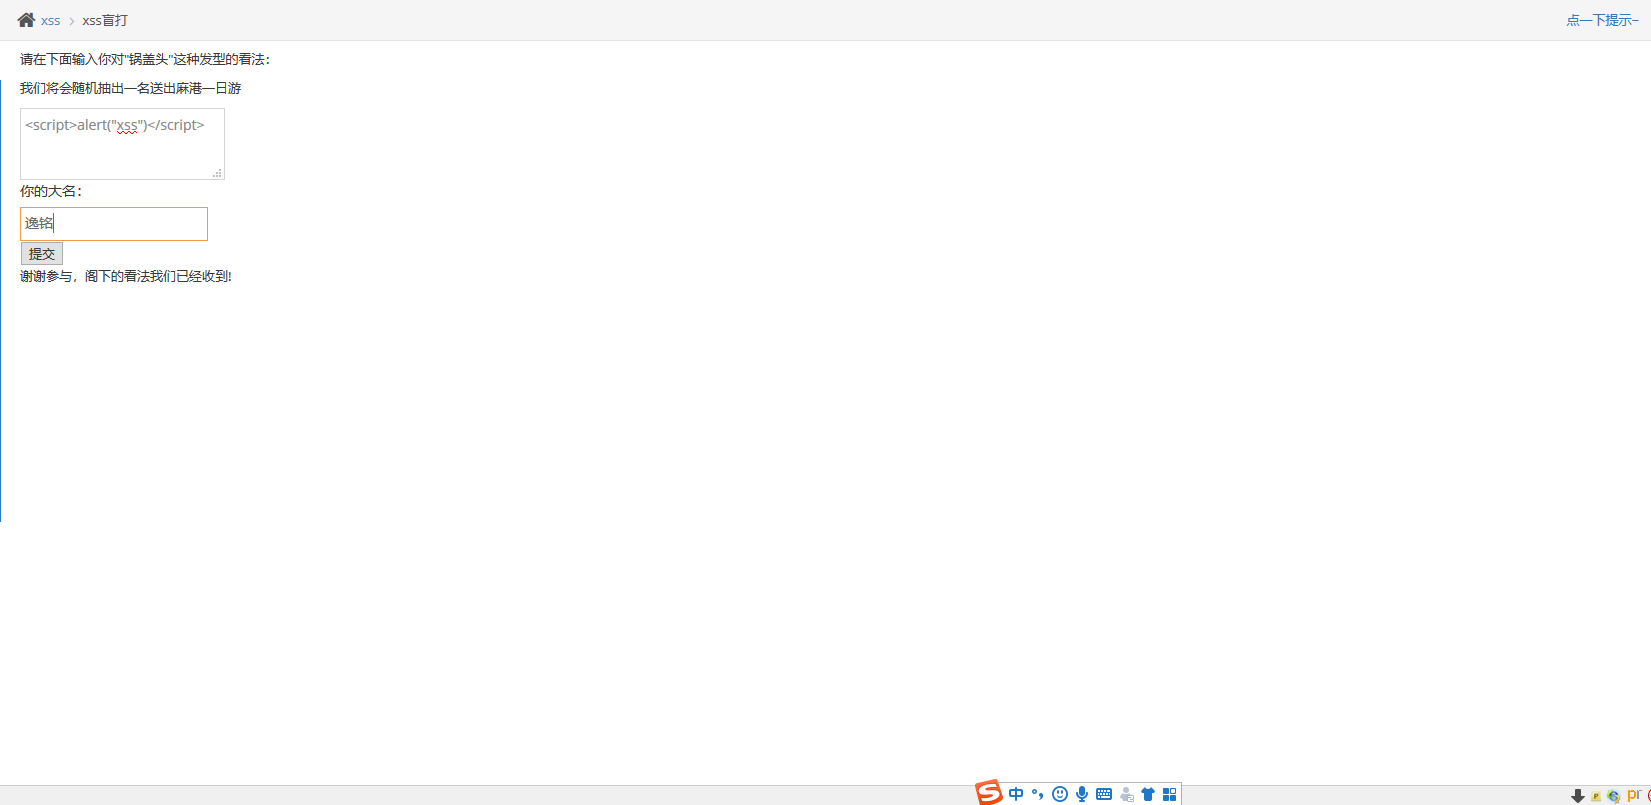 xss > xss盲打
点一下提示~
请在下面输入你对"锅盖头"这种发型的看法：
我们将会随机抽出一名送出麻港一日游
<script>alert("xss")</script>
你的大名：
逸铭
提交
谢谢参与，阁下的看法我们已经收到!
S 中
pr